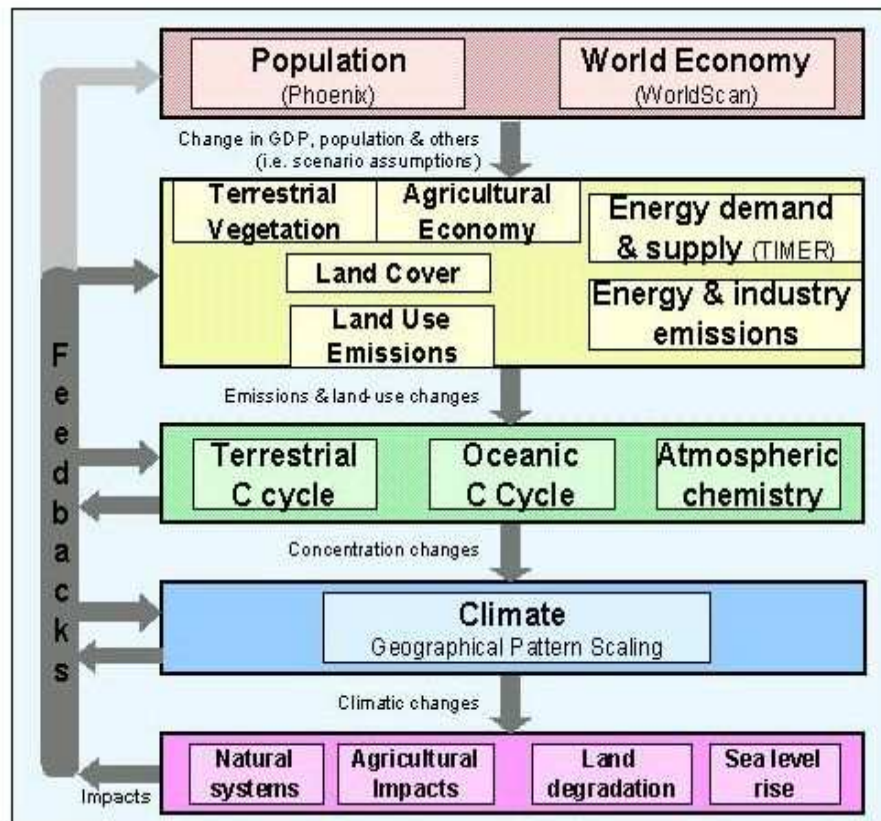 Population
(Phoenix)
World Economy
(WorldScan)
Change in GDP, population & others
(i.e. scenario assumptions)
Terrestrial
Vegetation
Agricultural
Economy
Energy demand
& supply (TIMER)
Land Cover
Energy & industry
emissions
Land Use
Emissions
Feedbacks
Emissions & land-use changes
Terrestrial
C cycle
Oceanic
C Cycle
Atmospheric
chemistry
Concentration changes
Climate
Geographical Pattern Scaling
Climatic changes
Natural
systems
Agricultural
Impacts
Land
degradation
Sea level
rise
Impacts